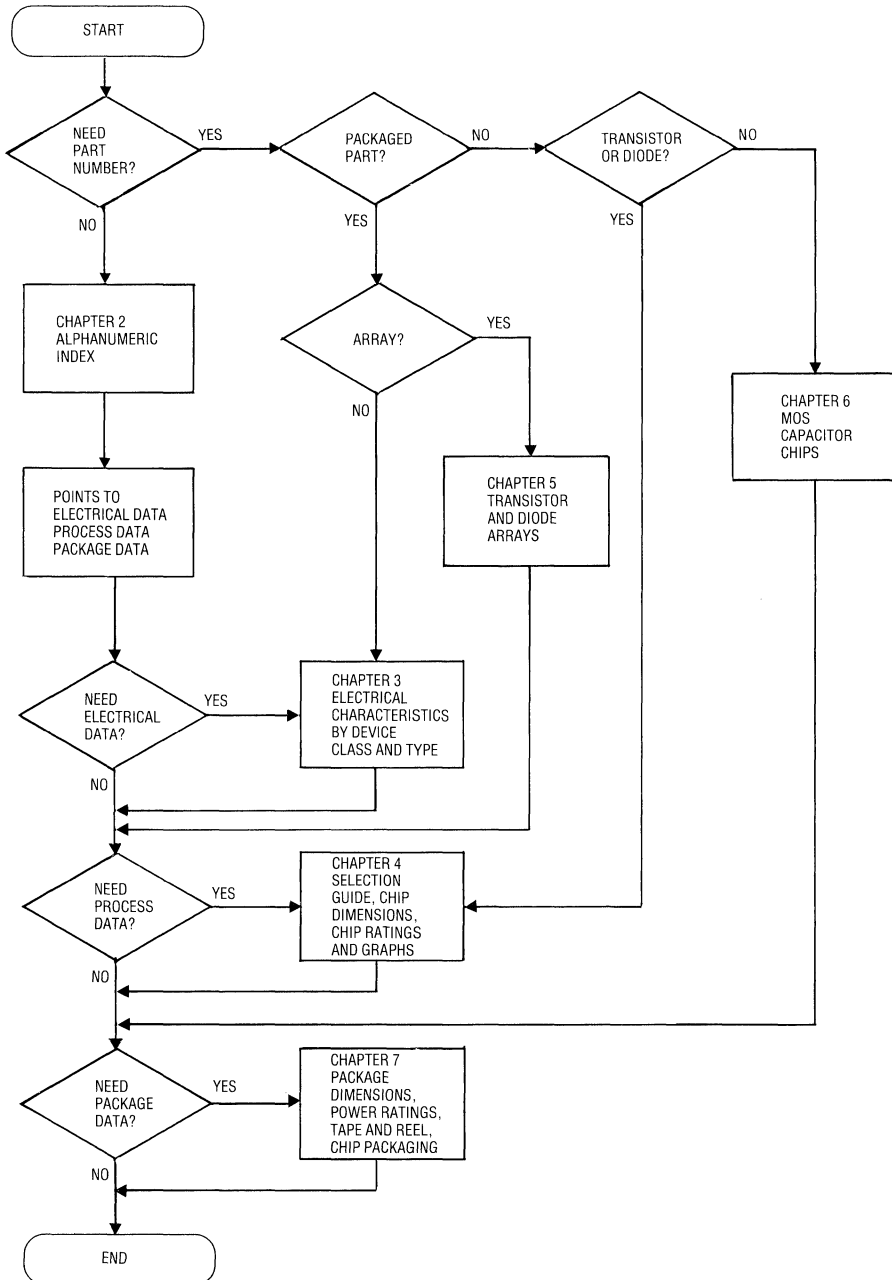 START
NEED
PART
NUMBER?
YES
PACKAGED
PART?
NO
TRANSISTOR
OR DIODE?
NO
NO
YES
YES
CHAPTER 2
ALPHANUMERIC
INDEX
ARRAY?
YES
NO
CHAPTER 6
MOS
CAPACITOR
CHIPS
POINTS TO
ELECTRICAL DATA
PROCESS DATA
PACKAGE DATA
CHAPTER 5
TRANSISTOR
AND DIODE
ARRAYS
NEED
ELECTRICAL
DATA?
YES
NO
CHAPTER 3
ELECTRICAL
CHARACTERISTICS
BY DEVICE
CLASS AND TYPE
NEED
PROCESS
DATA?
YES
NO
CHAPTER 4
SELECTION
GUIDE, CHIP
DIMENSIONS,
CHIP RATINGS
AND GRAPHS
NEED
PACKAGE
DATA?
YES
NO
CHAPTER 7
PACKAGE
DIMENSIONS,
POWER RATINGS,
TAPE AND REEL,
CHIP PACKAGING
END